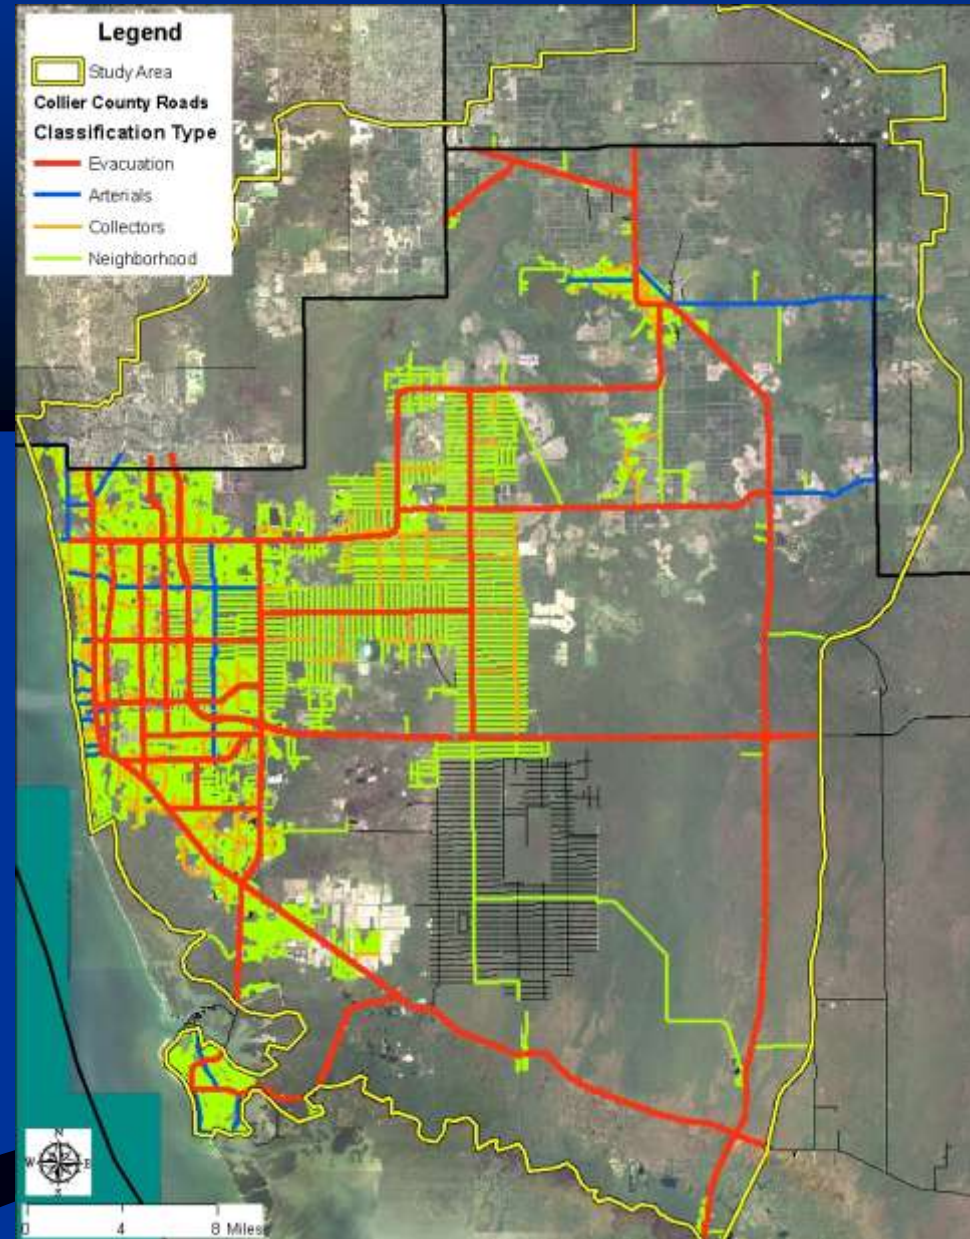 Legend
Study Area
Collier County Roads
Classification Type
Evacuation
Arterials
Collectors
Neighborhood
N
W E
S
0 4 8 Miles